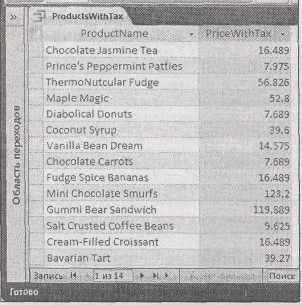 »
ProductsWithTax
ProductName PriceWithTax
Chocolate Jasmine Tea 16.489
Prince's Peppermint Patties 7.975
ThermoNutcular Fudge 56.826
Maple Magic 52.8
Diabolical Donuts 7.689
Coconut Syrup 39.6
Vanilla Bean Dream 14.575
Chocolate Carrots 7.689
Fudge Spice Bananas 16.489
Mini Chocolate Smurfs 123.2
Gummi Bear Sandwich 119.889
Salt Crusted Coffee Beans 9.625
Cream-Filled Croissant 16.489
Bavarian Tart 39.27
Область переходов
Запись: 1 из 14 Поиск
Готово